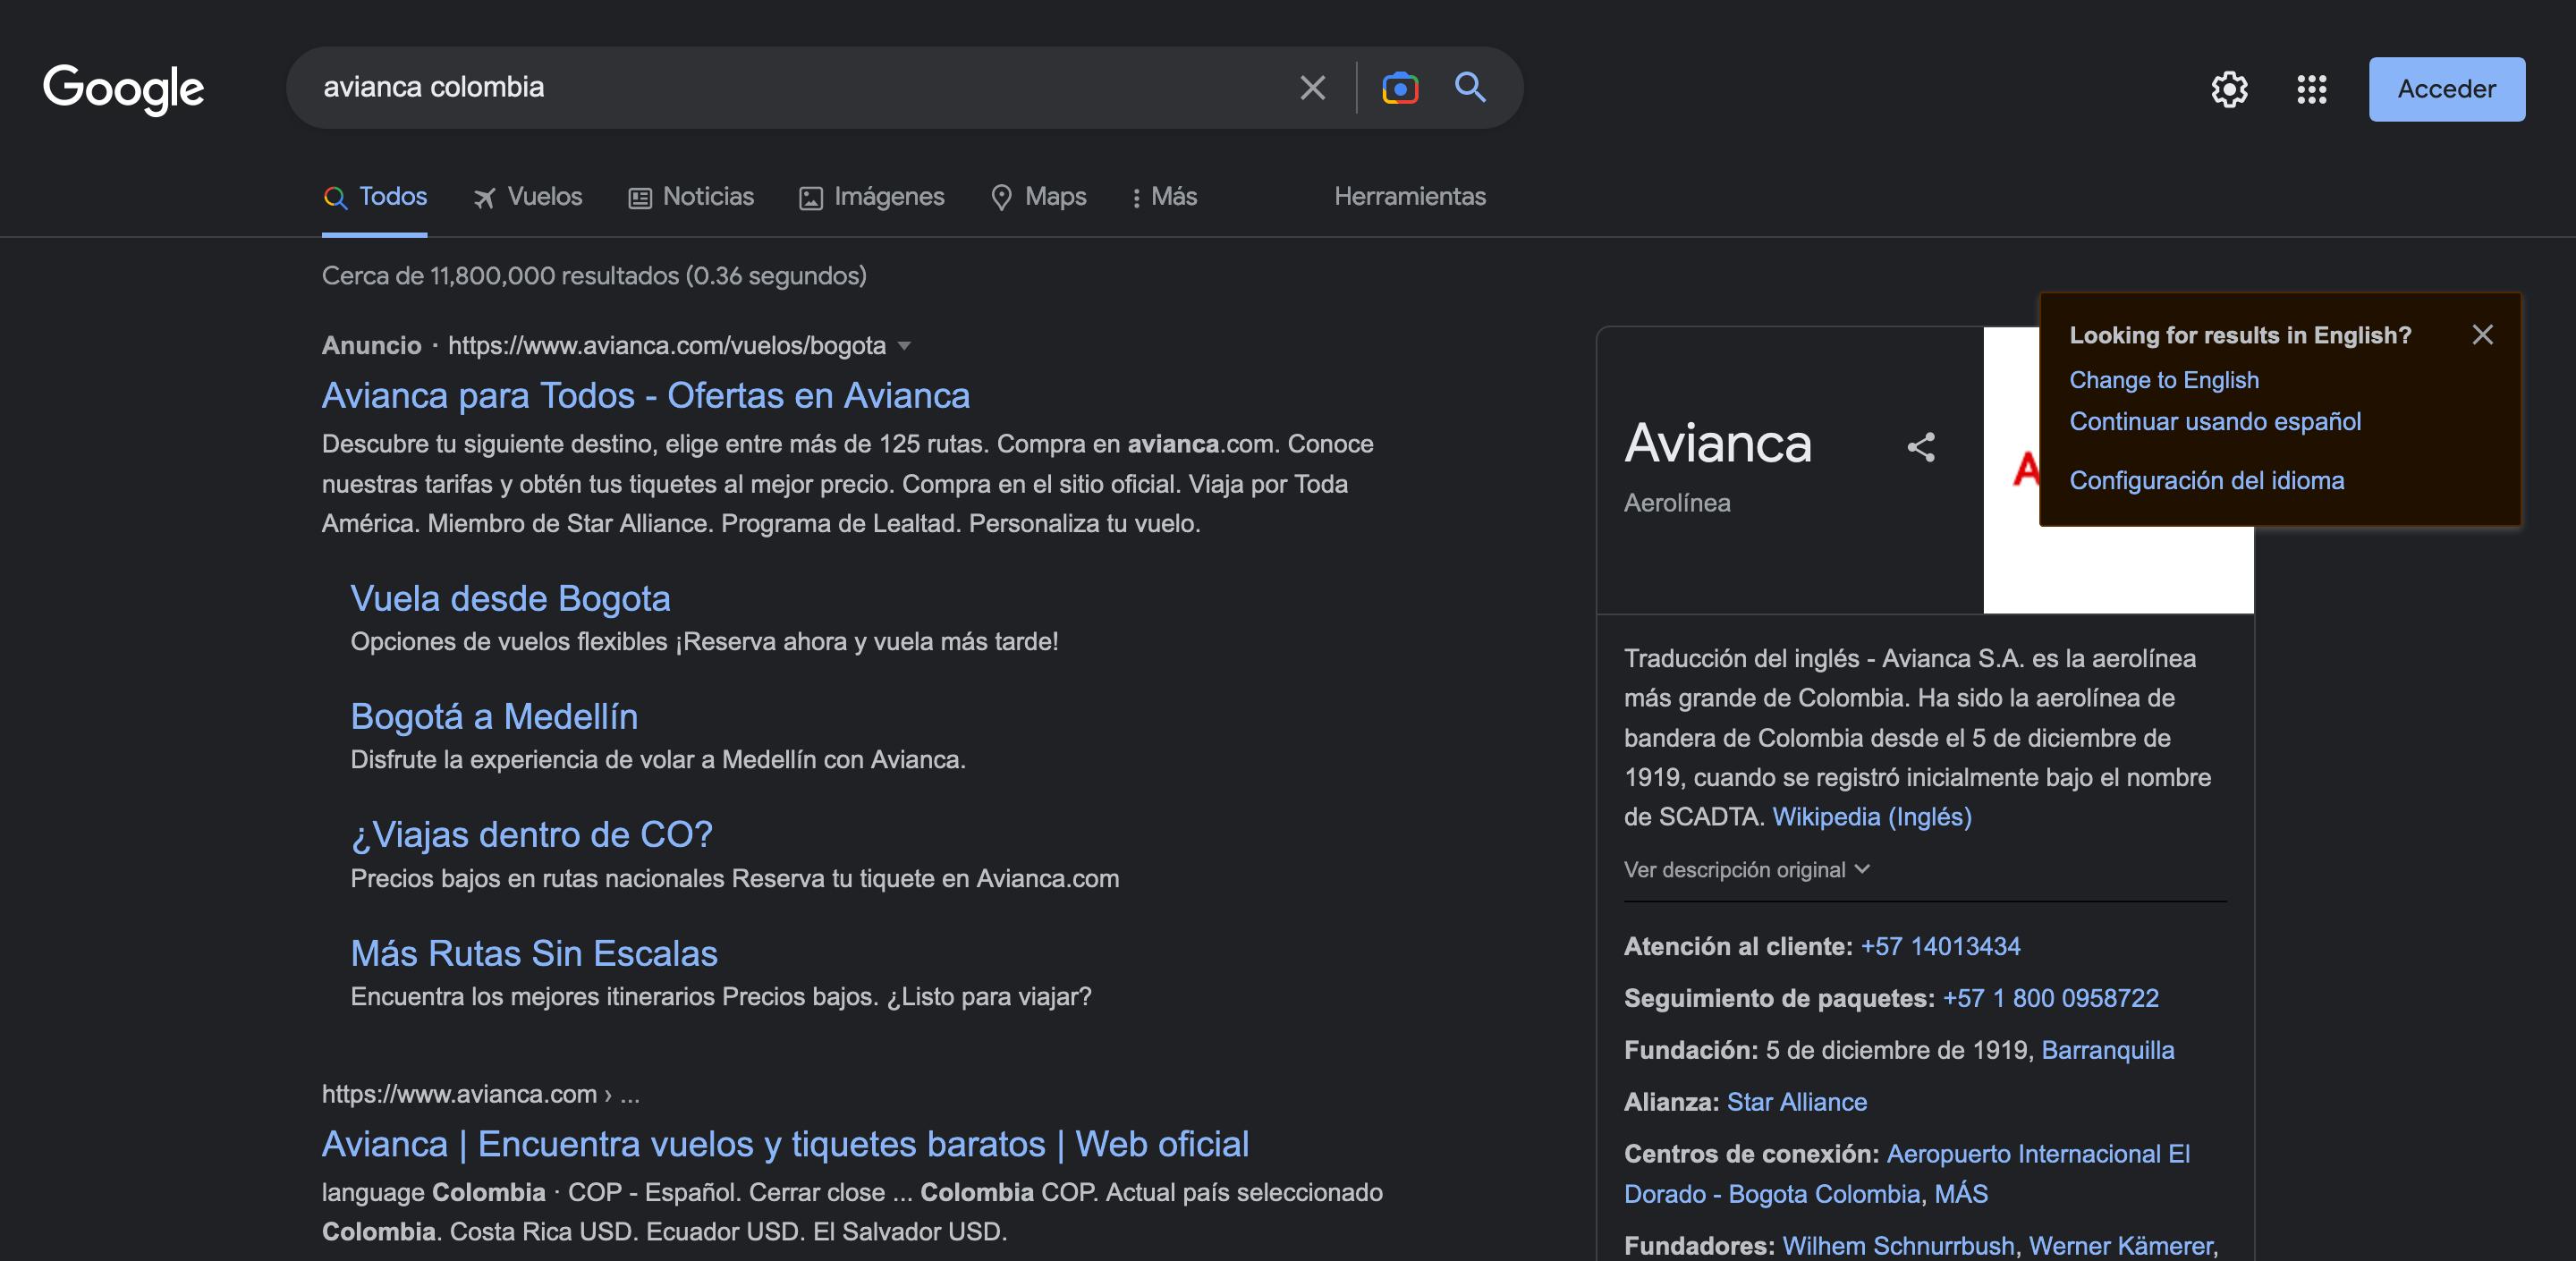 Google
avianca colombia
Acceder
Todos
Vuelos
Noticias
Imágenes
Maps
Más
Herramientas
Cerca de 11,800,000 resultados (0.36 segundos)
Anuncio · https://www.avianca.com/vuelos/bogota
Avianca para Todos - Ofertas en Avianca
Descubre tu siguiente destino, elige entre más de 125 rutas. Compra en avianca.com. Conoce
nuestras tarifas y obtén tus tiquetes al mejor precio. Compra en el sitio oficial. Viaja por Toda
América. Miembro de Star Alliance. Programa de Lealtad. Personaliza tu vuelo.
Vuela desde Bogota
Opciones de vuelos flexibles ¡Reserva ahora y vuela más tarde!
Bogotá a Medellín
Disfrute la experiencia de volar a Medellín con Avianca.
¿Viajas dentro de CO?
Precios bajos en rutas nacionales Reserva tu tiquete en Avianca.com
Más Rutas Sin Escalas
Encuentra los mejores itinerarios Precios bajos. ¿Listo para viajar?
https://www.avianca.com › ...
Avianca | Encuentra vuelos y tiquetes baratos | Web oficial
language Colombia · COP - Español. Cerrar close ... Colombia COP. Actual país seleccionado
Colombia. Costa Rica USD. Ecuador USD. El Salvador USD.
Looking for results in English?
Change to English
Continuar usando español
Configuración del idioma
Avianca
Aerolínea
A
Traducción del inglés - Avianca S.A. es la aerolínea
más grande de Colombia. Ha sido la aerolínea de
bandera de Colombia desde el 5 de diciembre de
1919, cuando se registró inicialmente bajo el nombre
de SCADTA. Wikipedia (Inglés)
Ver descripción original
Atención al cliente: +57 14013434
Seguimiento de paquetes: +57 1 800 0958722
Fundación: 5 de diciembre de 1919, Barranquilla
Alianza: Star Alliance
Centros de conexión: Aeropuerto Internacional El
Dorado - Bogota Colombia, MÁS
Fundadores: Wilhem Schnurrbush, Werner Kämerer,